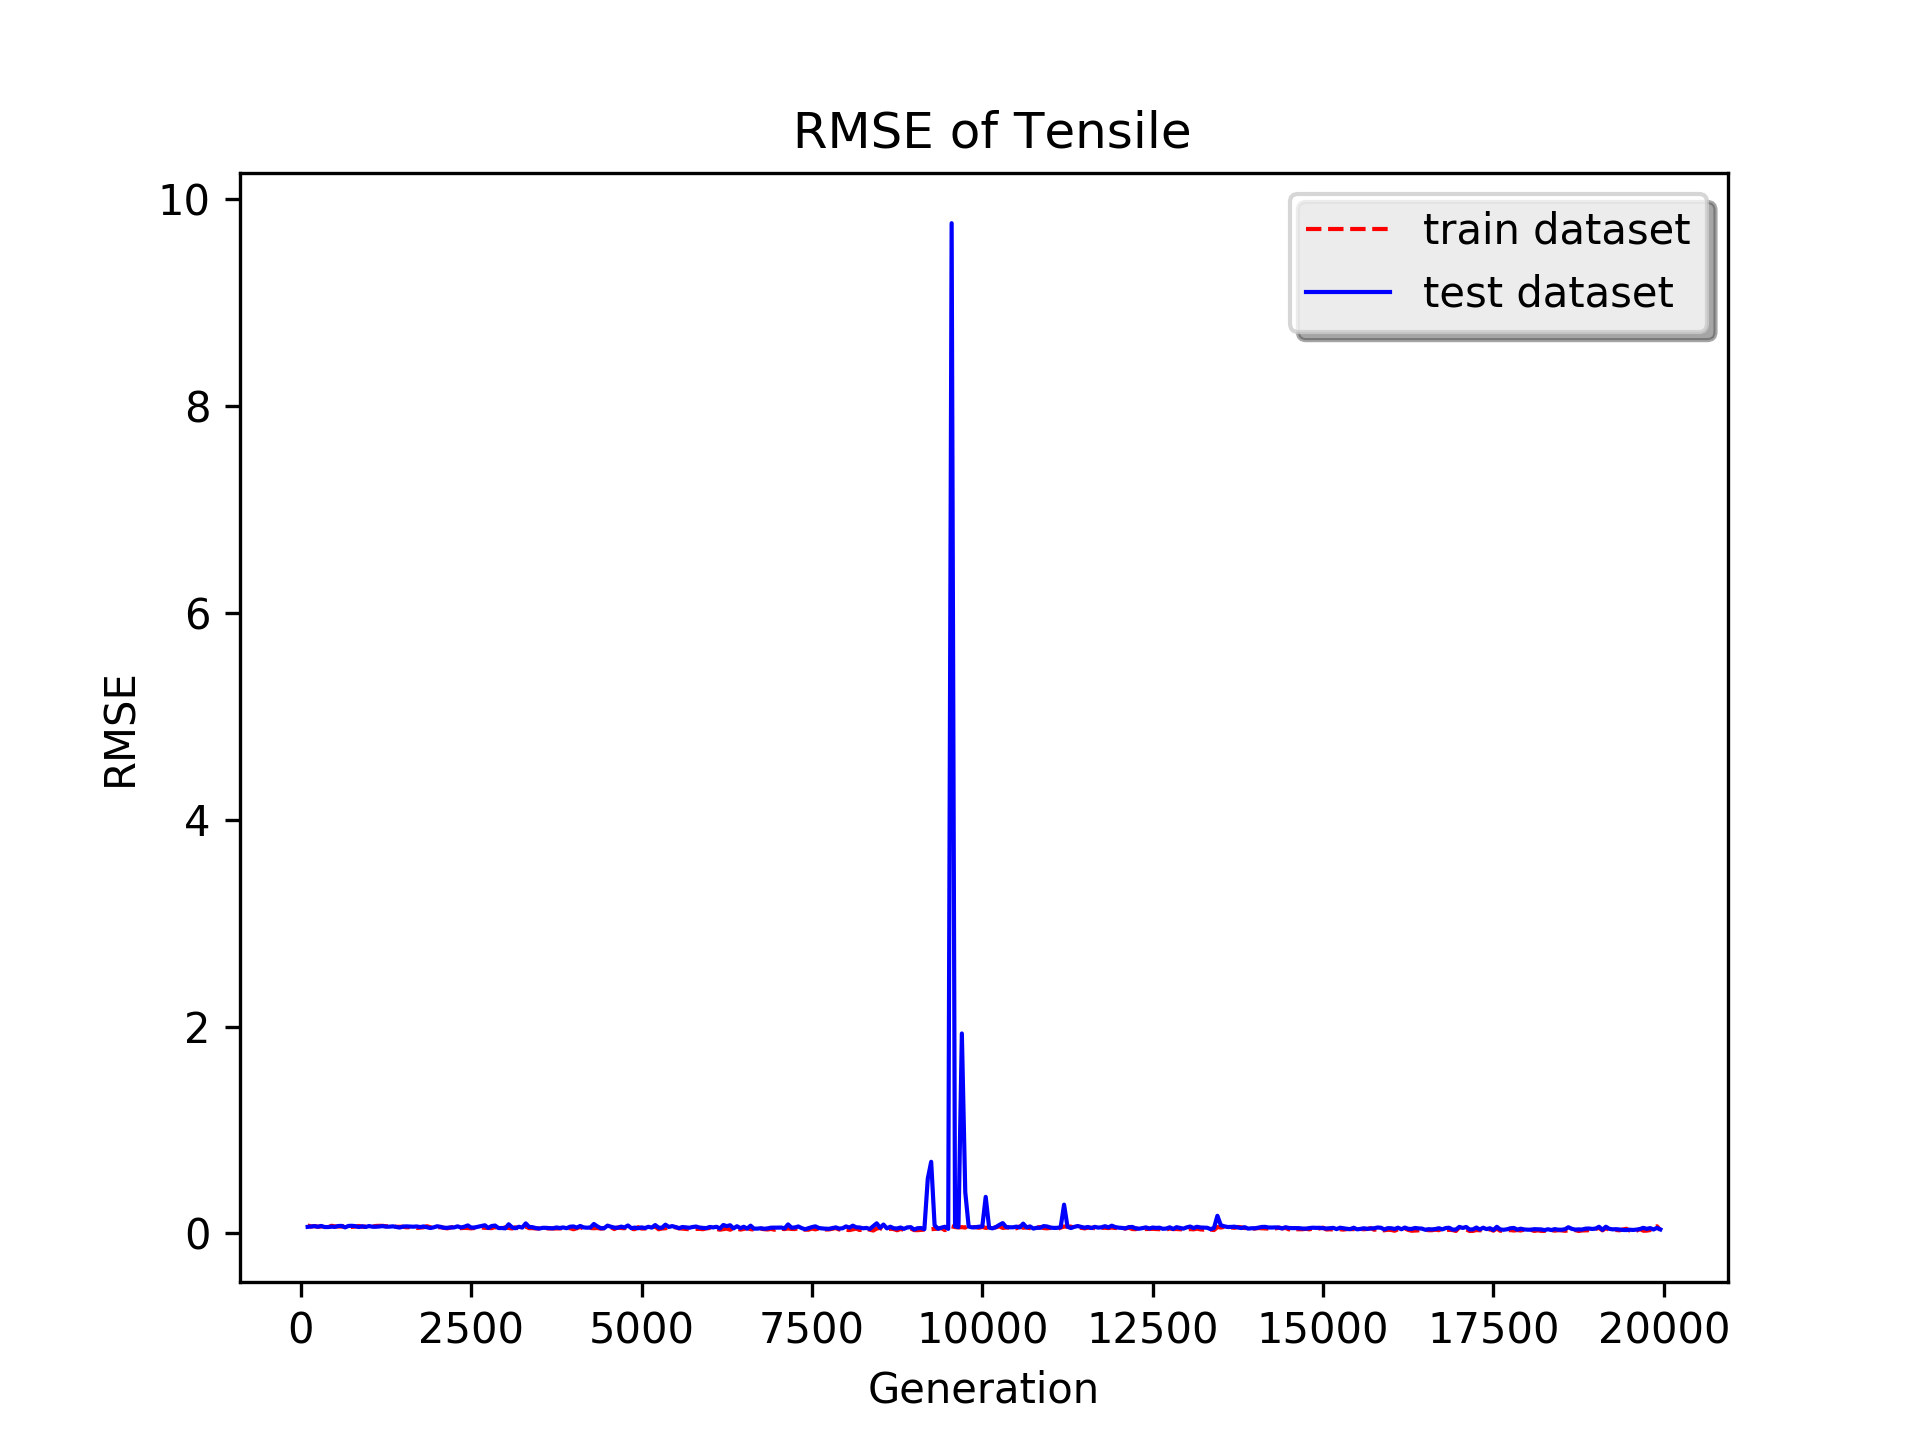 RMSE of Tensile
train dataset
test dataset
10
8
6
4
2
0
RMSE
0 2500 5000 7500 10000 12500 15000 17500 20000
Generation